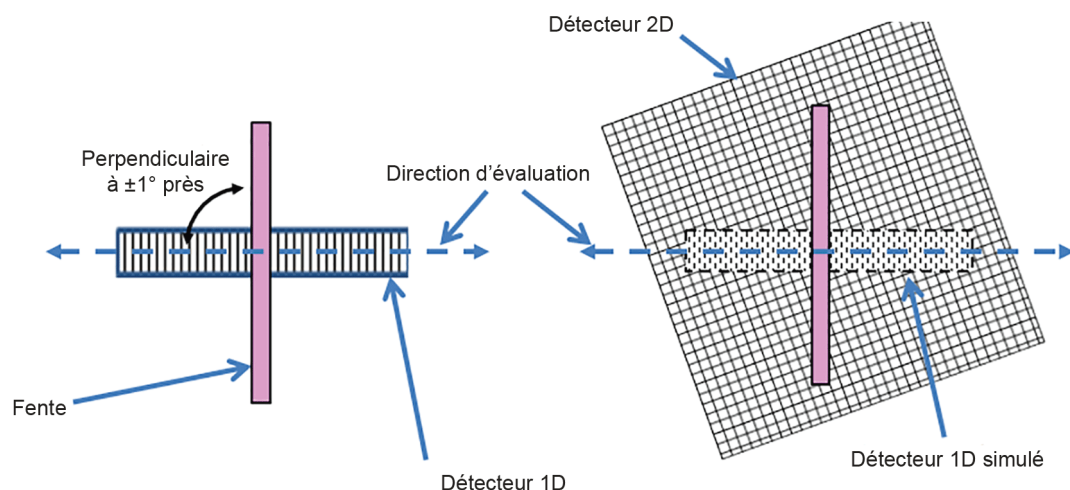 Détecteur 2D
Perpendiculaire
à ±1° près
Direction d’évaluation
Fente
Détecteur 1D
Détecteur 1D simulé